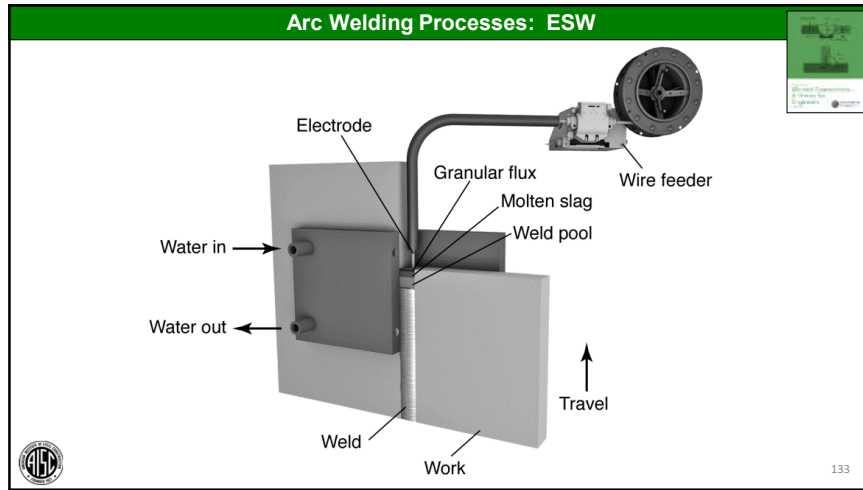 Arc Welding Processes: ESW
Electrode
Granular flux
Molten slag
Weld pool
Wire feeder
Water in
Water out
Travel
Weld
Work
AISC
133